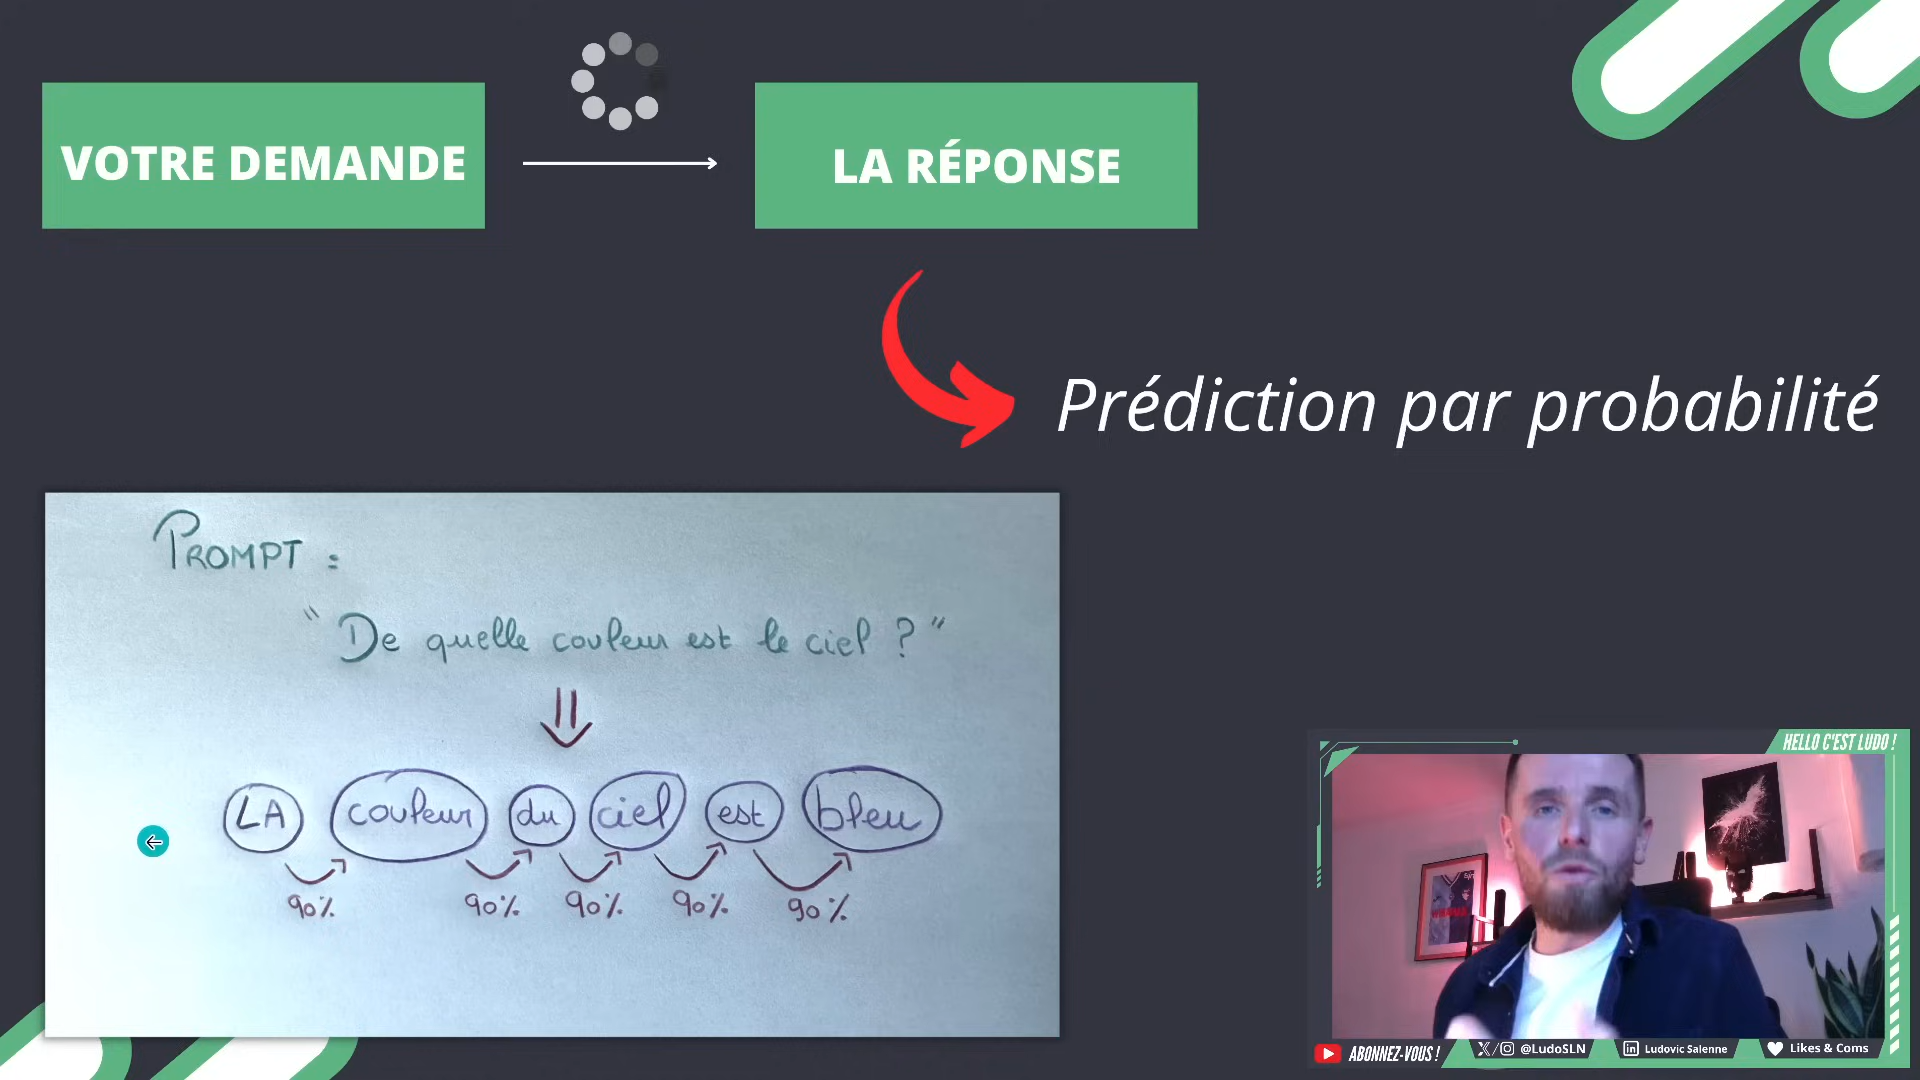 VOTRE DEMANDE
LA RÉPONSE
Prédiction par probabilité
PROMPT :
"De quelle couleur est le ciel ?"
LA couleur du ciel est bleu
90% 90% 90% 90% 90%
HELLO C'EST LUDO !
ABONNEZ-VOUS !
@LudoSLN
Ludovic Salenne
Likes & Coms